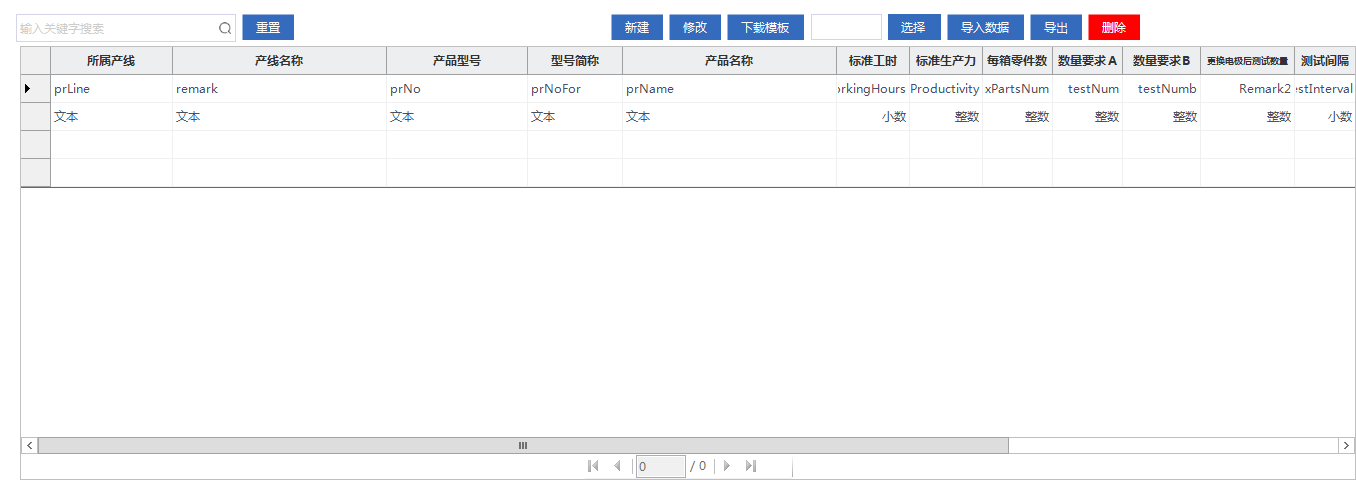 输入关键字搜索 重置 新建 修改 下载模板 选择 导入数据 导出 删除
所属产线 产线名称 产品型号 型号简称 产品名称 标准工时 标准生产力 每箱零件数 数量要求A 数量要求B 更换电极后测试数量 测试间隔
prLine remark prNo prNoFor prName orkingHours Productivity xPartsNum testNum testNumb Remark2 estInterval
文本 文本 文本 文本 文本 小数 整数 整数 整数 整数 整数 小数
0 / 0